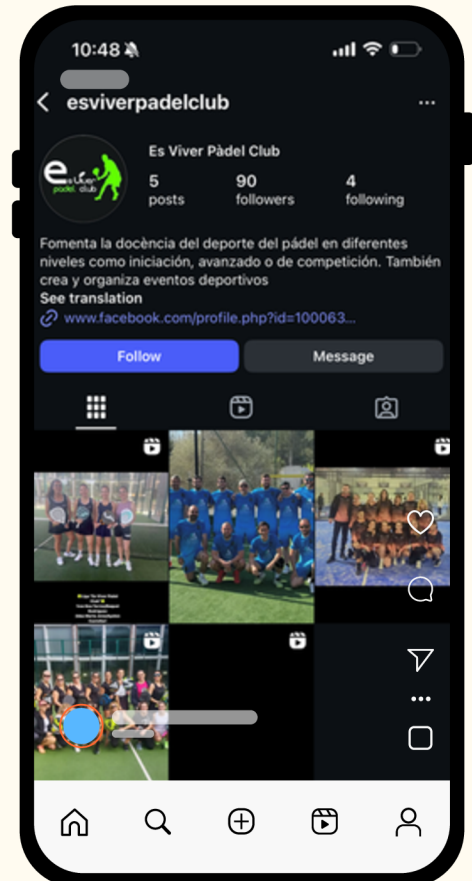 10:48
esviverpadelclub
Es Viver Pàdel Club
5 90 4
posts followers following
Fomenta la docència del deporte del pádel en diferentes
niveles como iniciación, avanzado o de competición. También
crea y organiza eventos deportivos
See translation
www.facebook.com/profile.php?id=100063...
Follow Message